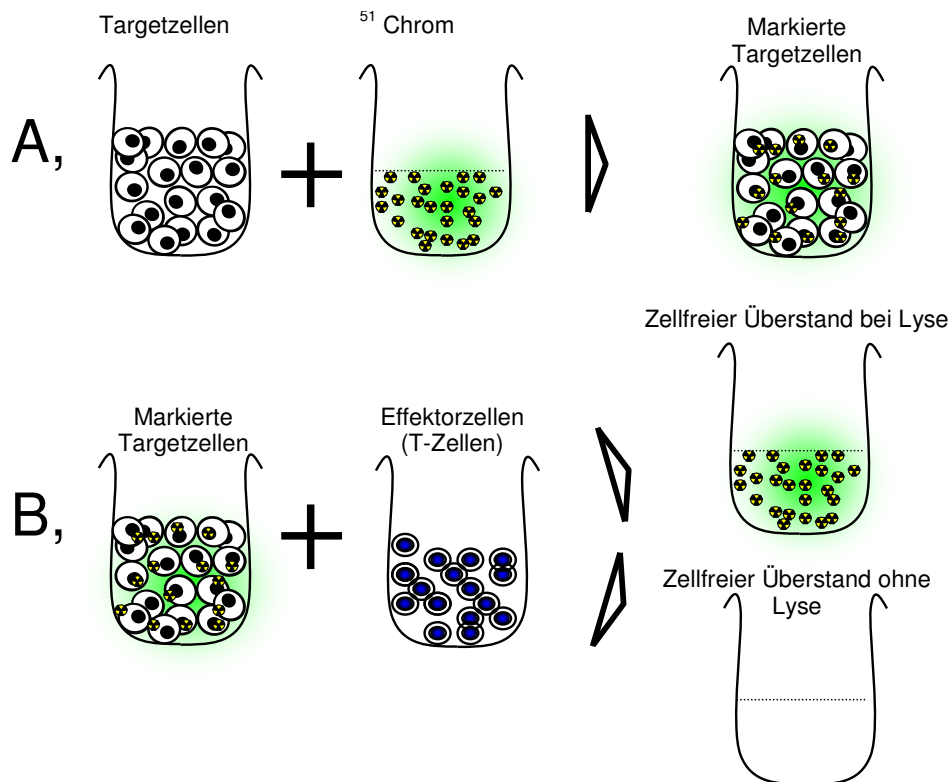 Targetzellen
51 Chrom
Markierte
Targetzellen
A,
Zellfreier Überstand bei Lyse
Markierte
Targetzellen
Effektorzellen
(T-Zellen)
B,
Zellfreier Überstand ohne
Lyse